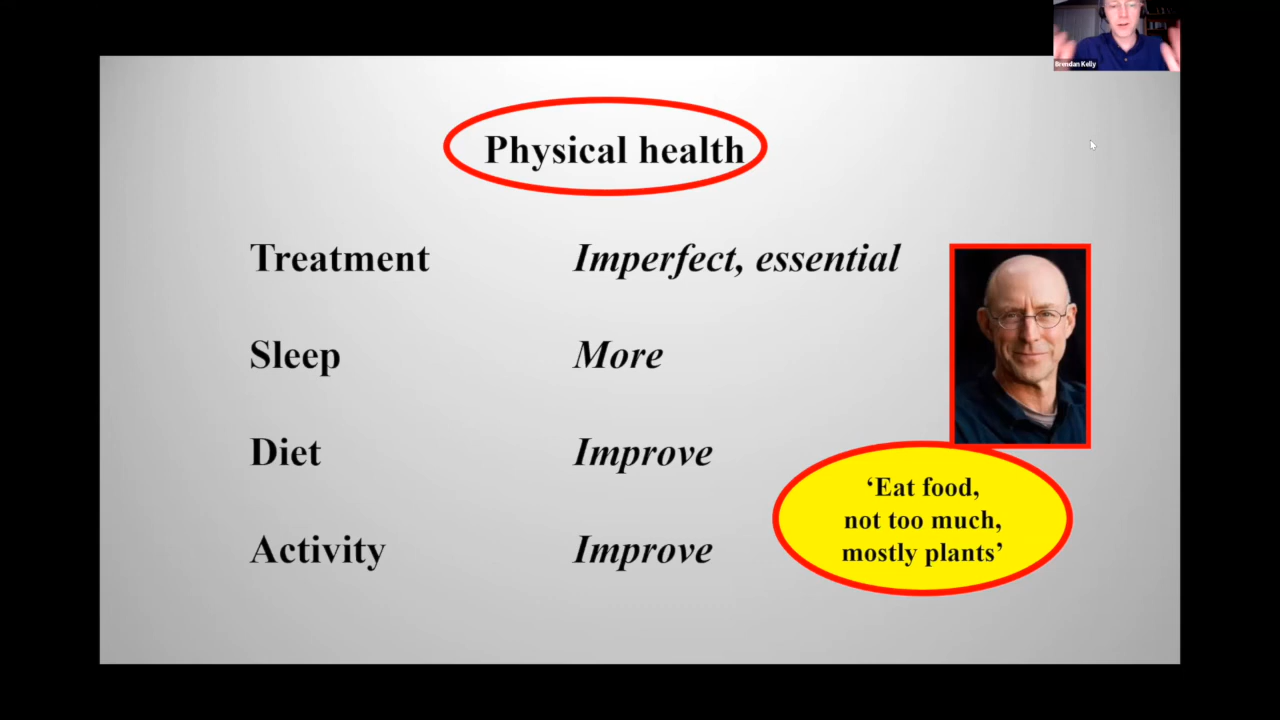 Brendan Kelly
Physical health
Treatment Imperfect, essential
Sleep More
Diet Improve
Activity Improve
‘Eat food,
not too much,
mostly plants’